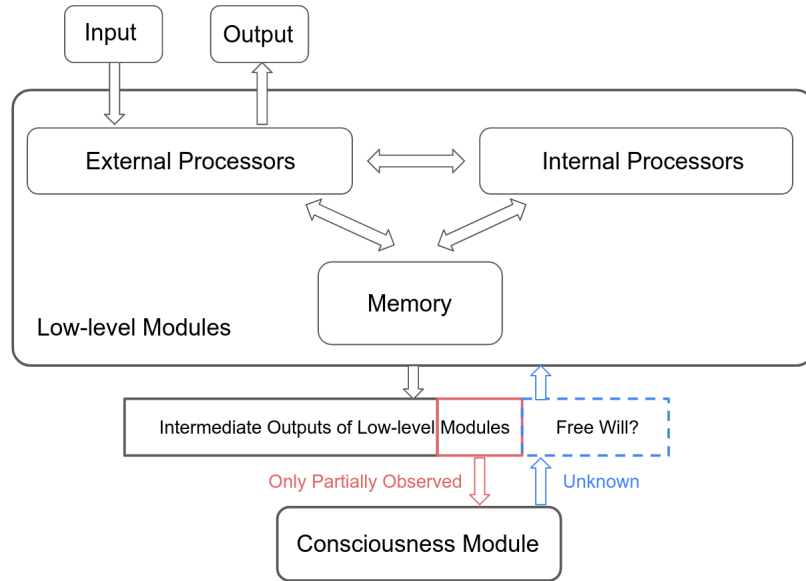 Input
Output
External Processors
Internal Processors
Memory
Low-level Modules
Intermediate Outputs of Low-level Modules
Free Will?
Only Partially Observed
Unknown
Consciousness Module